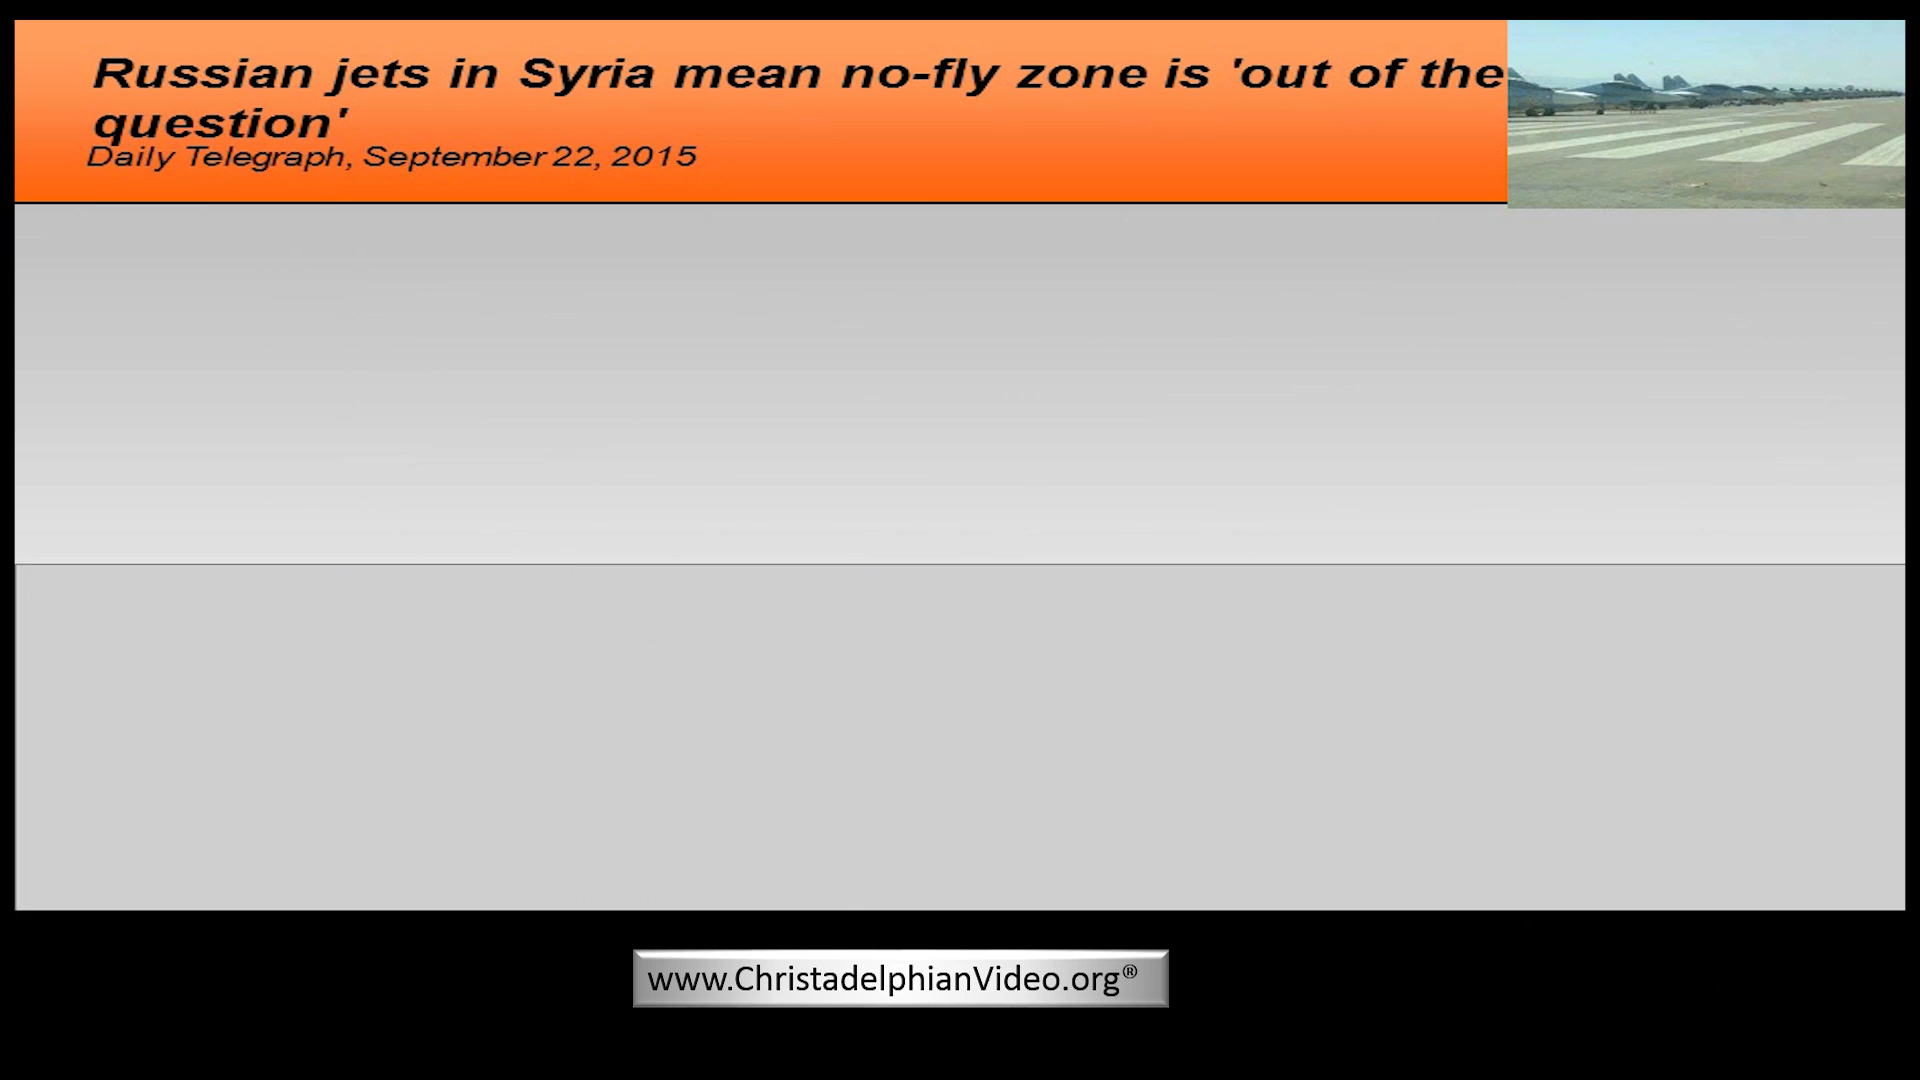 Russian jets in Syria mean no-fly zone is 'out of the
question'
Daily Telegraph, September 22, 2015
www.ChristadelphianVideo.org®